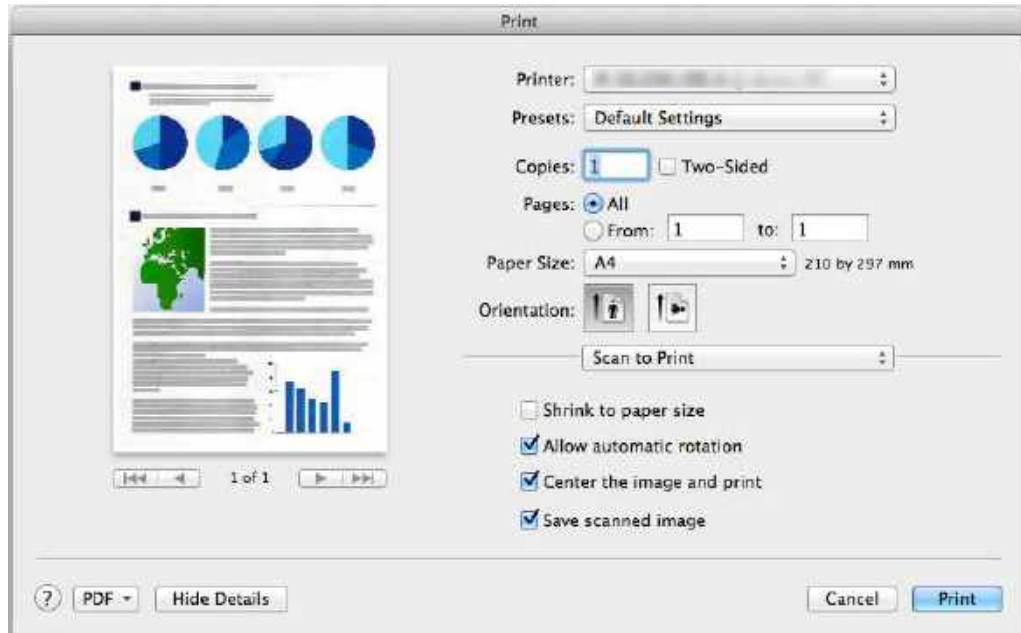 Print
Printer:
Presets: Default Settings
Copies: 1 Two-Sided
Pages: All
From: 1 to: 1
Paper Size: A4 210 by 297 mm
Orientation:
Scan to Print
Shrink to paper size
Allow automatic rotation
Center the image and print
Save scanned image
1 of 1
? PDF Hide Details Cancel Print